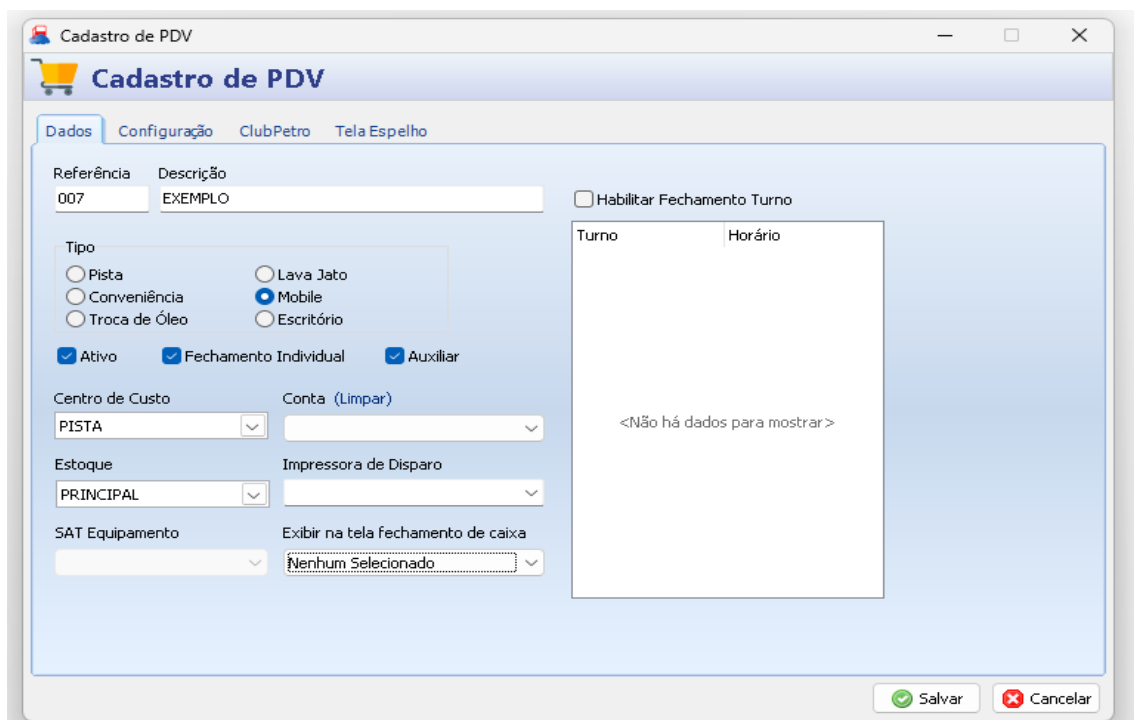 Cadastro de PDV
Cadastro de PDV
Dados Configuração ClubPetro Tela Espelho
Referência Descrição
007 EXEMPLO
Tipo
Pista Lava Jato
Conveniência Mobile
Troca de Óleo Escritório
Ativo Fechamento Individual Auxiliar
Centro de Custo Conta (Limpar)
PISTA
Estoque Impressora de Disparo
PRINCIPAL
SAT Equipamento Exibir na tela fechamento de caixa
Nenhum Selecionado
Habilitar Fechamento Turno
Turno Horário
<Não há dados para mostrar>
Salvar Cancelar